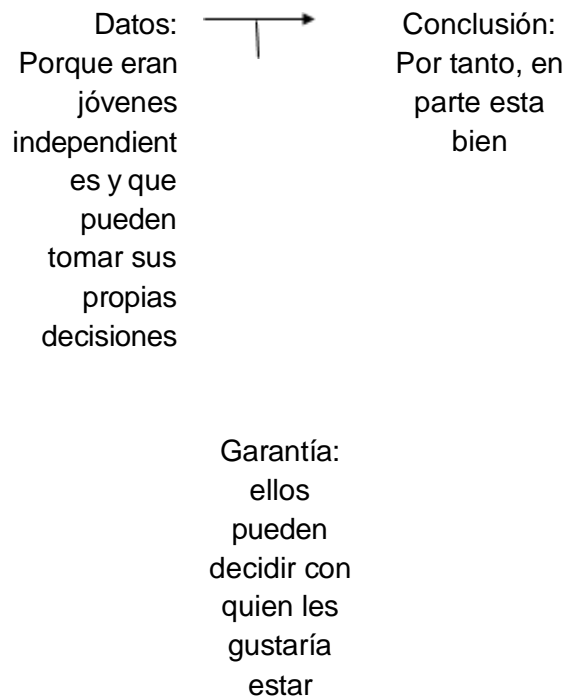 Datos:
Porque eran
jóvenes
independient
es y que
pueden
tomar sus
propias
decisiones
Conclusión:
Por tanto, en
parte esta
bien
Garantía:
ellos
pueden
decidir con
quien les
gustaría
estar